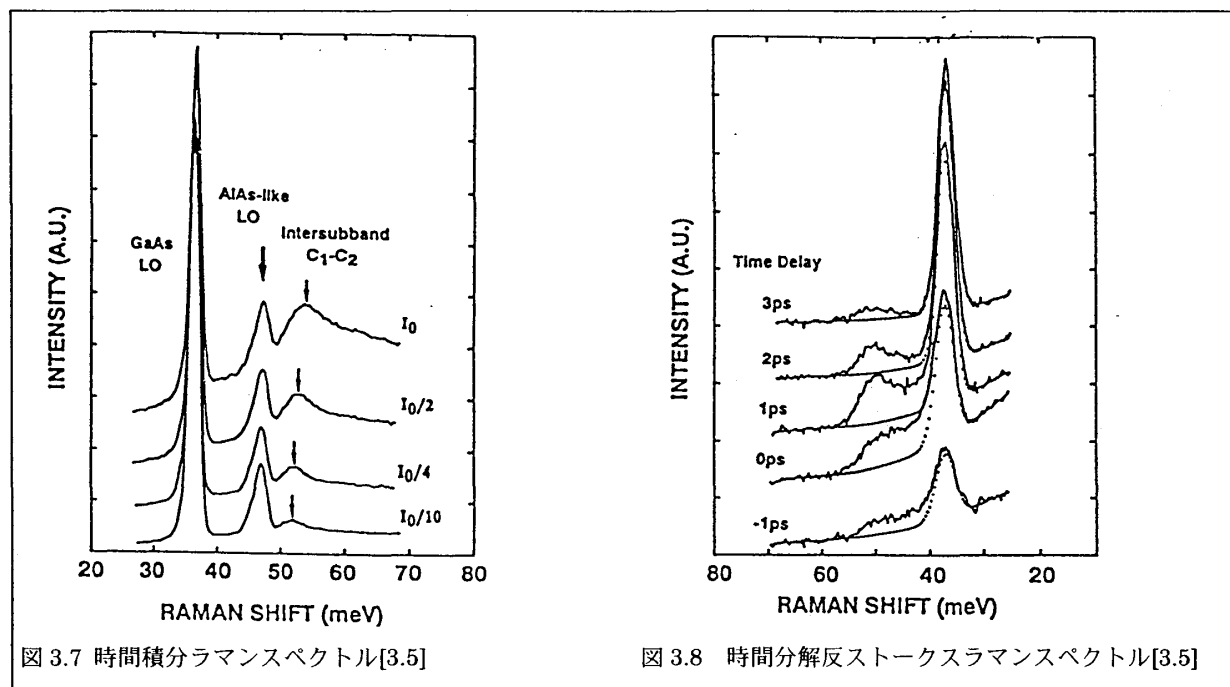 INTENSITY (A.U.)
GaAs
LO
AlAs-like
LO
Intersubband
C₁-C₂
I₀
I₀/2
I₀/4
I₀/10
20 30 40 50 60 70 80
RAMAN SHIFT (meV)
図 3.7 時間積分ラマンスペクトル[3.5]
INTENSITY (A.U.)
Time Delay
3ps
2ps
1ps
0ps
-1ps
80 60 40 20
RAMAN SHIFT (meV)
図 3.8 時間分解反ストークスラマンスペクトル[3.5]